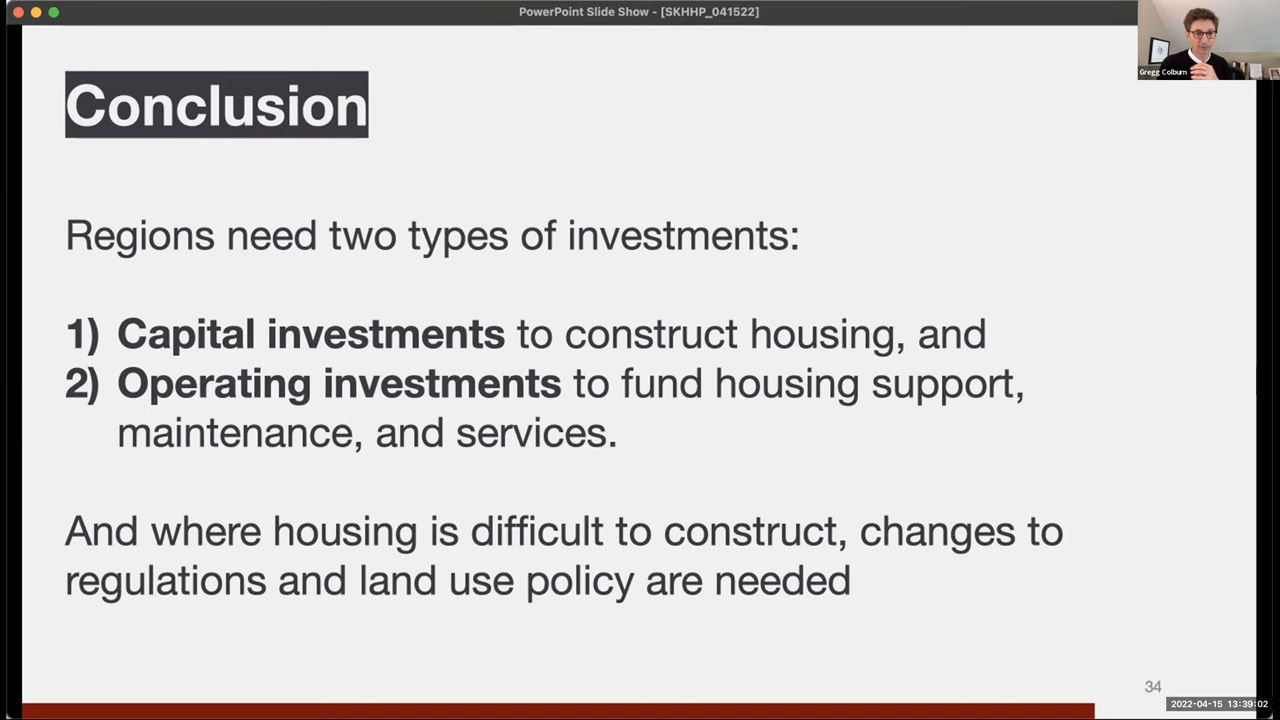 PowerPoint Slide Show - [SKHHP_041522]
Gregg Colburn
Conclusion
Regions need two types of investments:
1) Capital investments to construct housing, and
2) Operating investments to fund housing support,
maintenance, and services.
And where housing is difficult to construct, changes to
regulations and land use policy are needed
34
2022-04-15 13:39:02